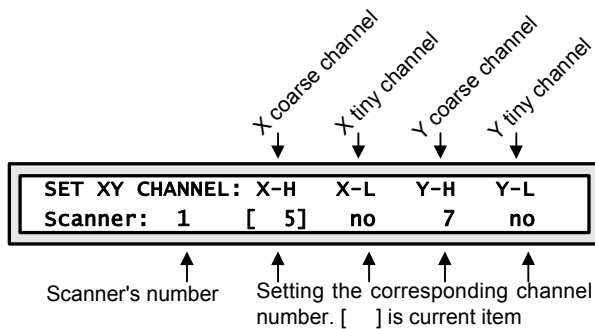 X coarse channel
X tiny channel
Y coarse channel
Y tiny channel
SET XY CHANNEL: X-H X-L Y-H Y-L
Scanner: 1 [ 5] no 7 no
Scanner's number
Setting the corresponding channel
number. [ ] is current item